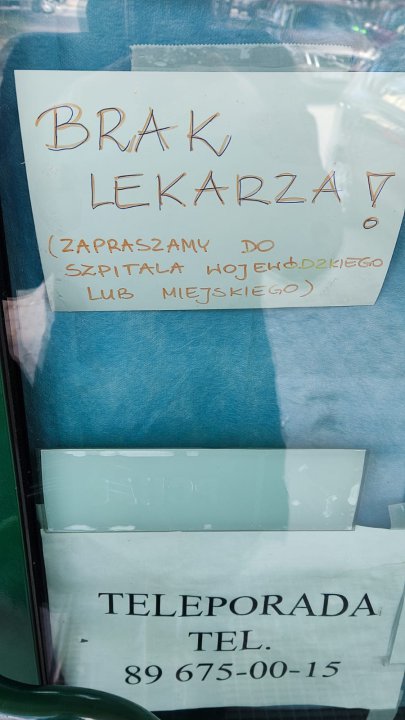 BRAK
LEKARZA!
(ZAPRASZAMY DO
SZPITALA WOJEWÓDZKIEGO
LUB MIEJSKIEGO)
TELEPORADA
TEL.
89 675-00-15